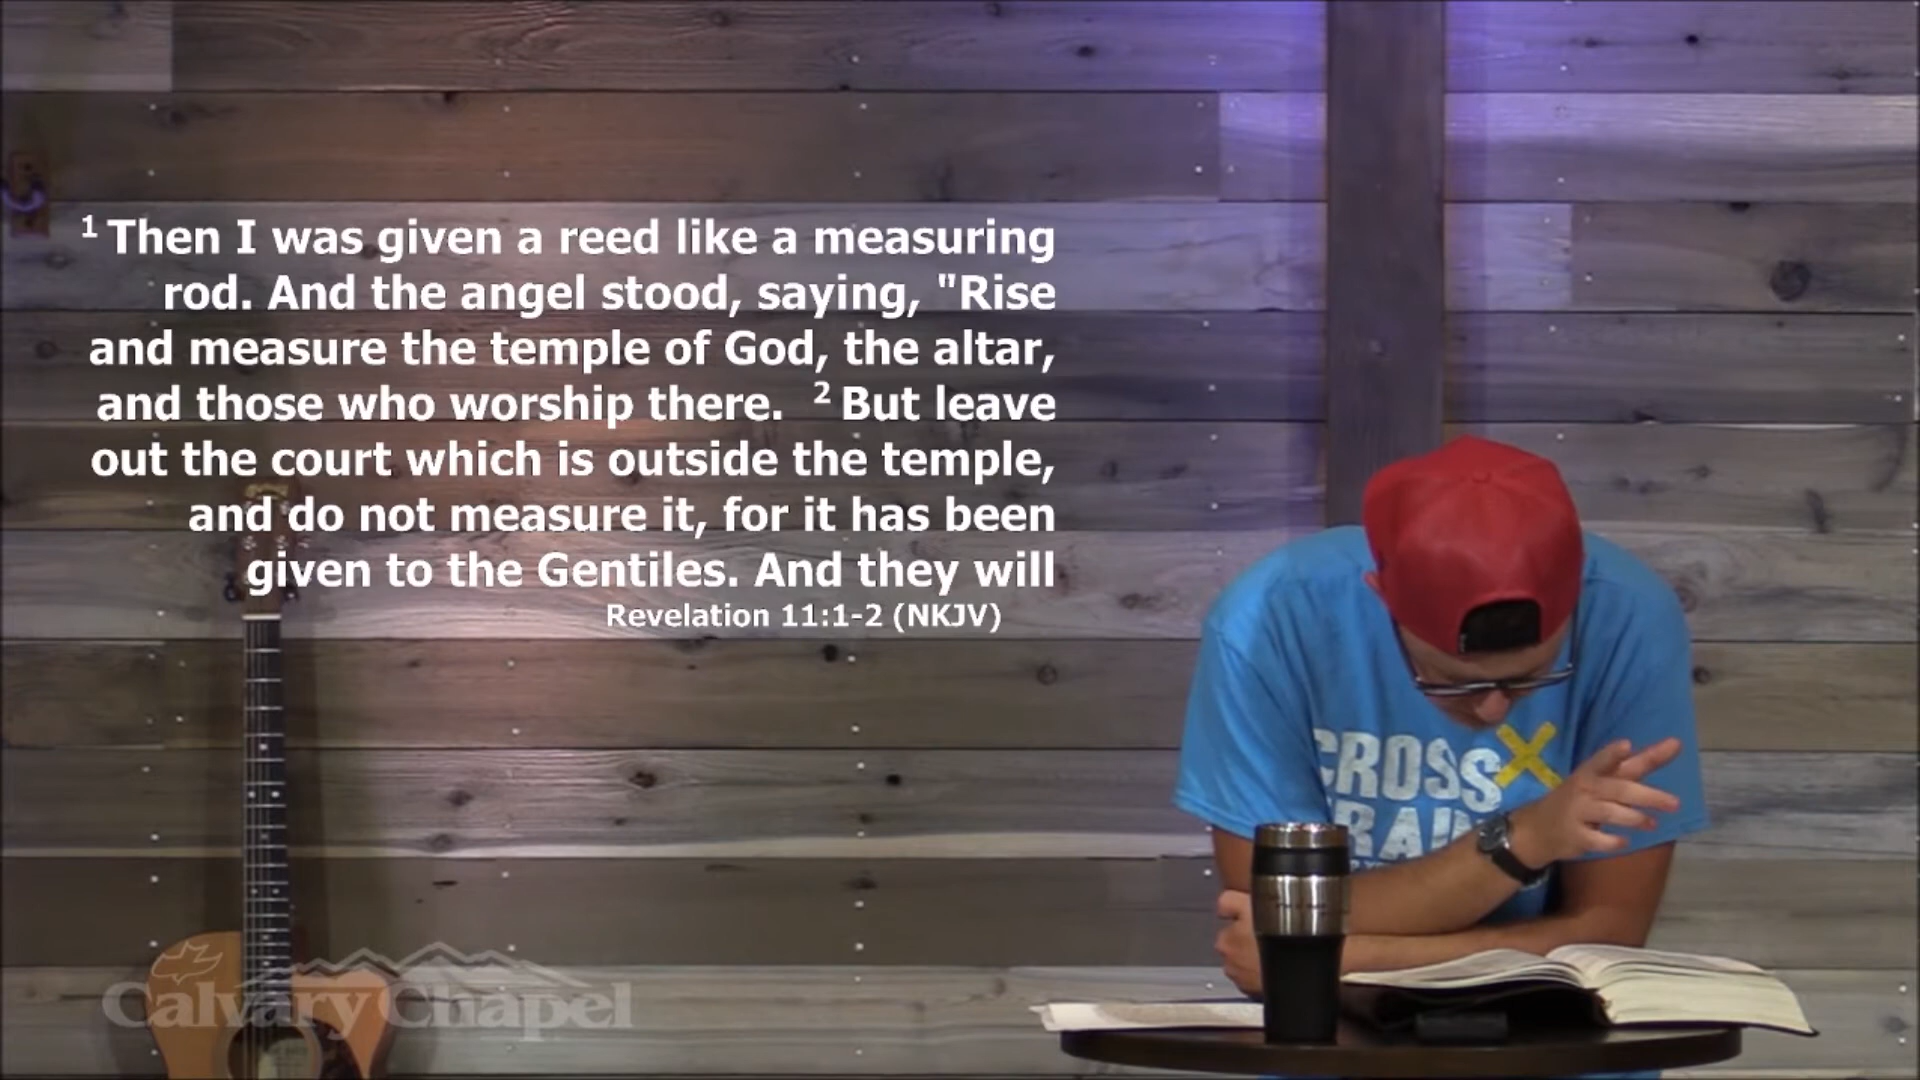 1 Then I was given a reed like a measuring
rod. And the angel stood, saying, "Rise
and measure the temple of God, the altar,
and those who worship there. 2 But leave
out the court which is outside the temple,
and do not measure it, for it has been
given to the Gentiles. And they will
Revelation 11:1-2 (NKJV)
CROSS
Calvary Chapel